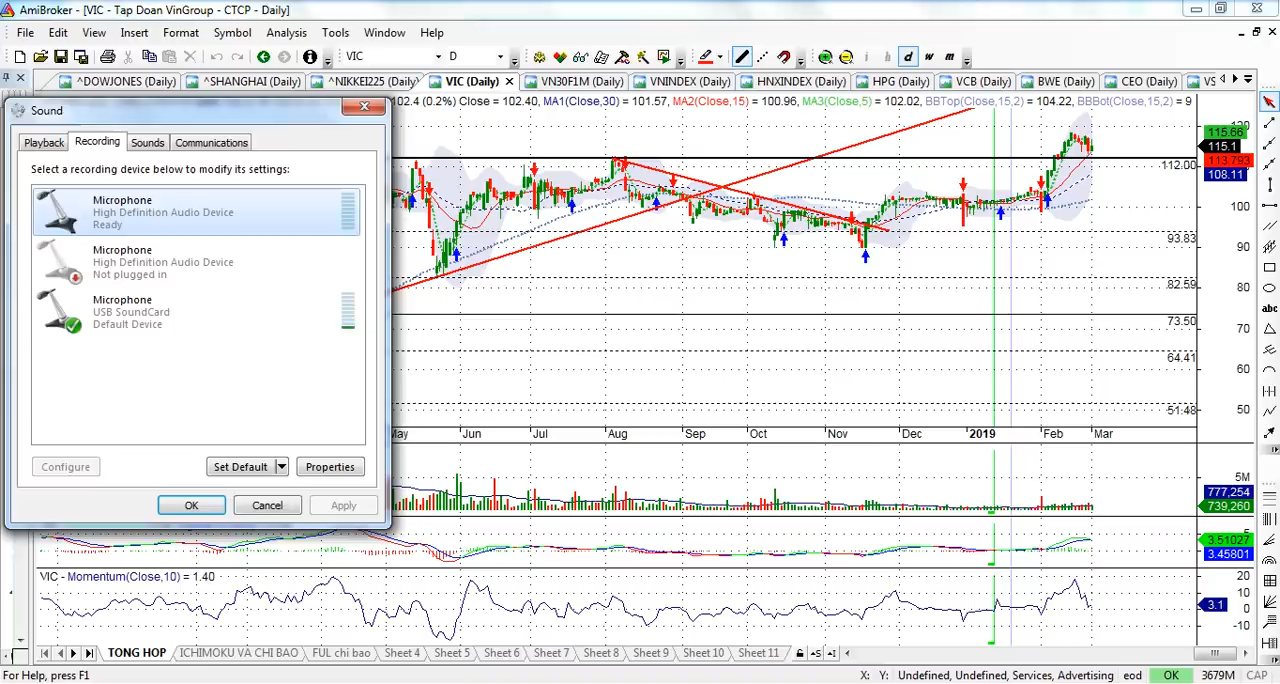 AmiBroker - [VIC - Tap Doan VinGroup - CTCP - Daily]
File Edit View Insert Format Symbol Analysis Tools Window Help
VIC D i h d w m
^DOWJONES (Daily) ^SHANGHAI (Daily) ^NIKKEI225 (Daily) VIC (Daily) VN30F1M (Daily) VNINDEX (Daily) HNXINDEX (Daily) HPG (Daily) VCB (Daily) BWE (Daily) CEO (Daily) VS
102.4 (0.2%) Close = 102.40, MA1(Close,30) = 101.57, MA2(Close,15) = 100.96, MA3(Close,5) = 102.02, BBTop(Close,15,2) = 104.22, BBBot(Close,15,2) = 9
Sound
Playback Recording Sounds Communications
Select a recording device below to modify its settings:
Microphone
High Definition Audio Device
Ready
Microphone
High Definition Audio Device
Not plugged in
Microphone
USB SoundCard
Default Device
Configure Set Default Properties
OK Cancel Apply
120
115.66
115.1
113.793
112.00
108.11
100
93.83
90
82.59
80
73.50
70
64.41
60
51.48
50
May Jun Jul Aug Sep Oct Nov Dec 2019 Feb Mar
5M
777,254
739,260
5
3.51027
3.45801
VIC - Momentum(Close,10) = 1.40
20
10
3.1
0
-10
abc
TONG HOP ICHIMOKU VÀ CHI BAO FUL chi bao Sheet 4 Sheet 5 Sheet 6 Sheet 7 Sheet 8 Sheet 9 Sheet 10 Sheet 11
For Help, press F1 X: Y: Undefined, Undefined, Services, Advertising eod OK 3679M CAP